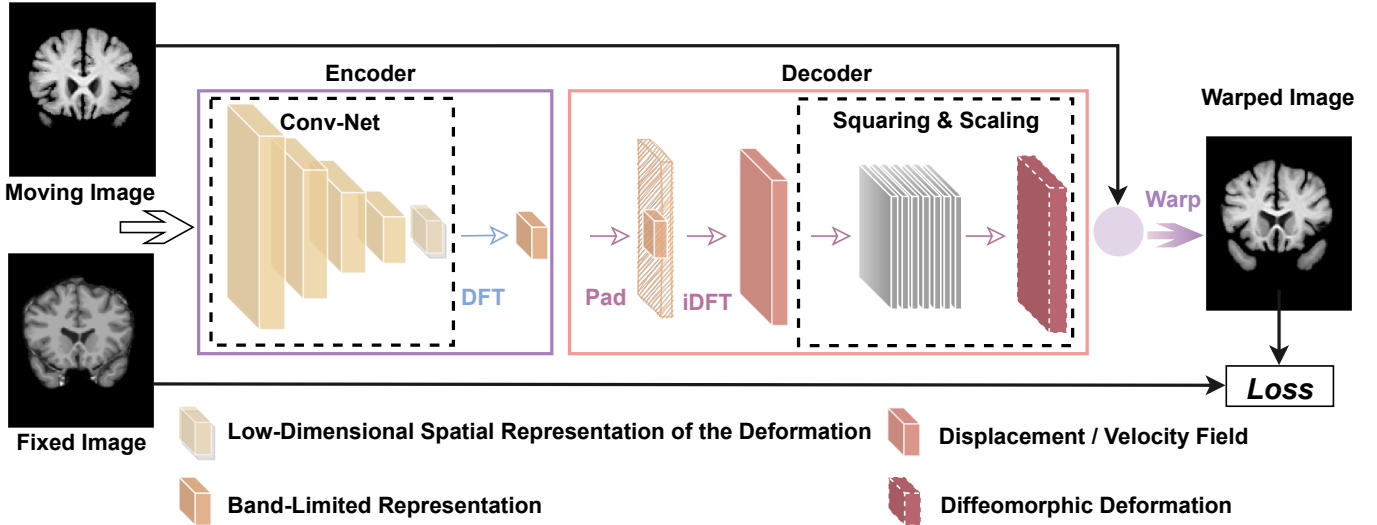 Encoder
Decoder
Warped Image
Conv-Net
Squaring & Scaling
Moving Image
Warp
DFT
Pad
iDFT
Loss
Fixed Image
Low-Dimensional Spatial Representation of the Deformation
Displacement / Velocity Field
Band-Limited Representation
Diffeomorphic Deformation